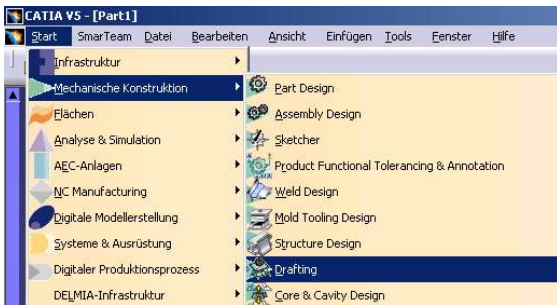 CATIA V5 - [Part1]
Start SmarTeam Datei Bearbeiten Ansicht Einfügen Tools Fenster Hilfe
Infrastruktur
Mechanische Konstruktion Part Design
Flächen Assembly Design
Analyse & Simulation Sketcher
AEC-Anlagen Product Functional Tolerancing & Annotation
NC Manufacturing Weld Design
Digitale Modellerstellung Mold Tooling Design
Systeme & Ausrüstung Structure Design
Digitaler Produktionsprozess Drafting
DELMIA-Infrastruktur Core & Cavity Design